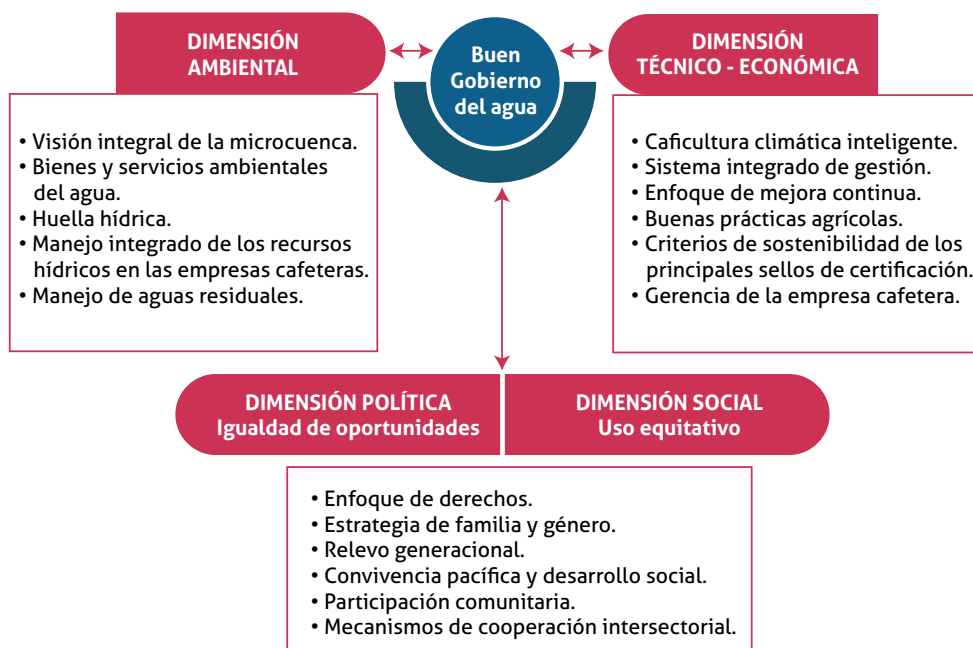 DIMENSIÓN
AMBIENTAL
Buen
Gobierno
del agua
DIMENSIÓN
TÉCNICO - ECONÓMICA
• Visión integral de la microcuenca.
• Bienes y servicios ambientales
del agua.
• Huella hídrica.
• Manejo integrado de los recursos
hídricos en las empresas cafeteras.
• Manejo de aguas residuales.
• Caficultura climática inteligente.
• Sistema integrado de gestión.
• Enfoque de mejora continua.
• Buenas prácticas agrícolas.
• Criterios de sostenibilidad de los
principales sellos de certificación.
• Gerencia de la empresa cafetera.
DIMENSIÓN POLÍTICA
Igualdad de oportunidades
DIMENSIÓN SOCIAL
Uso equitativo
• Enfoque de derechos.
• Estrategia de familia y género.
• Relevo generacional.
• Convivencia pacífica y desarrollo social.
• Participación comunitaria.
• Mecanismos de cooperación intersectorial.